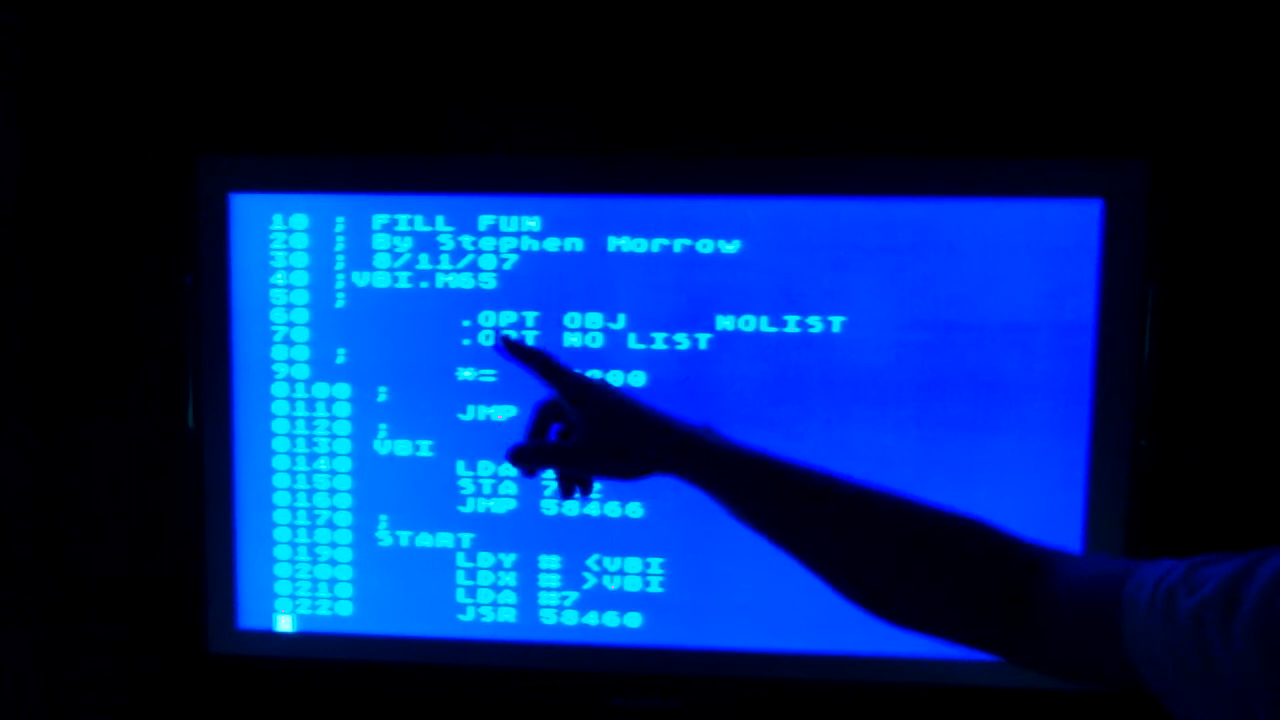 10 ; FILL FUN
20 ; By Stephen Morrow
30 ; 8/11/07
40 ;VBI.M65
50 ;
60 .OPT OBJ NOLIST
70 .OPT NO LIST
80 ;
90 *=
0100 ;
0110 JMP
0120 ;
0130 VBI
0140 LDA
0150 STA
0160 JMP 58466
0170 ;
0180 START
0190 LDY # <VBI
0200 LDX # >VBI
0210 LDA #7
0220 JSR 58460